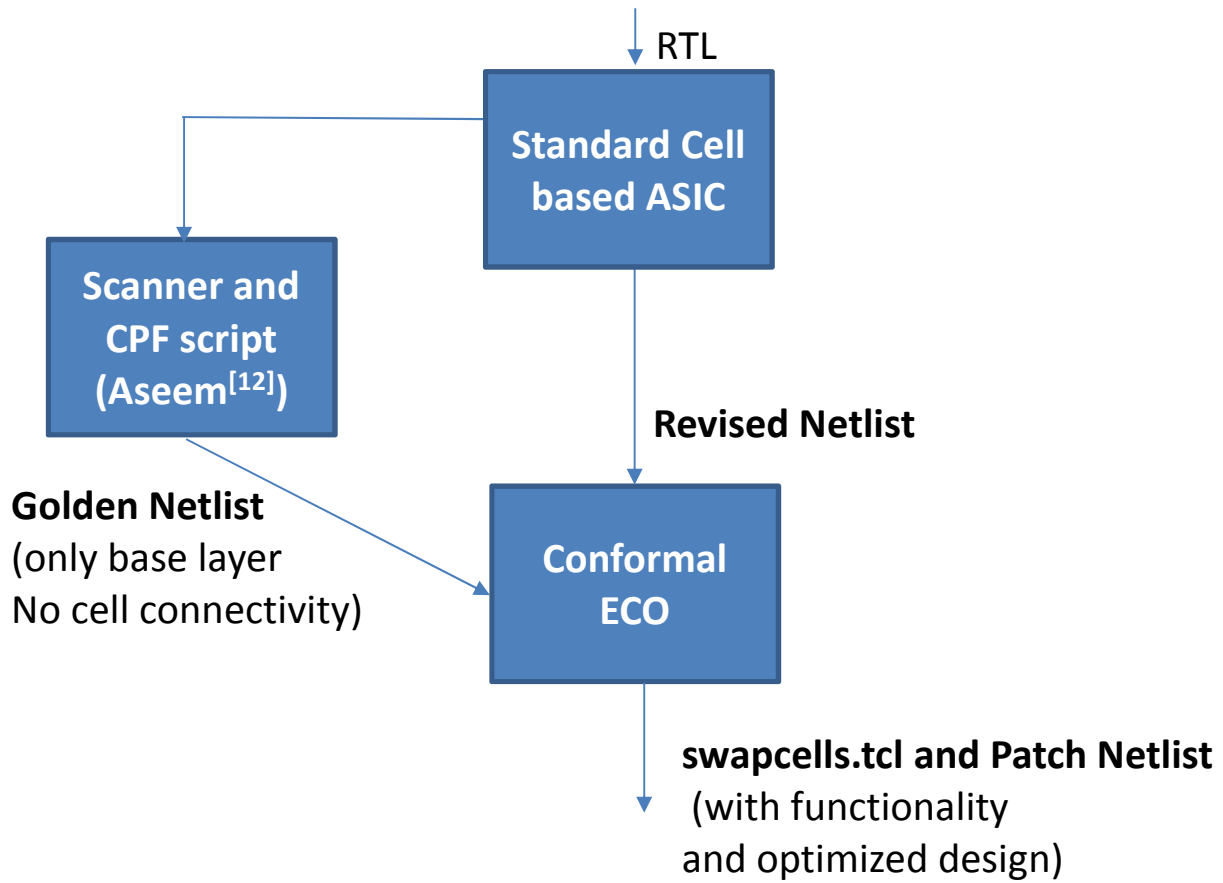 RTL
Standard Cell
based ASIC
Scanner and
CPF script
(Aseem[12])
Revised Netlist
Golden Netlist
(only base layer
No cell connectivity)
Conformal
ECO
swapcells.tcl and Patch Netlist
(with functionality
and optimized design)